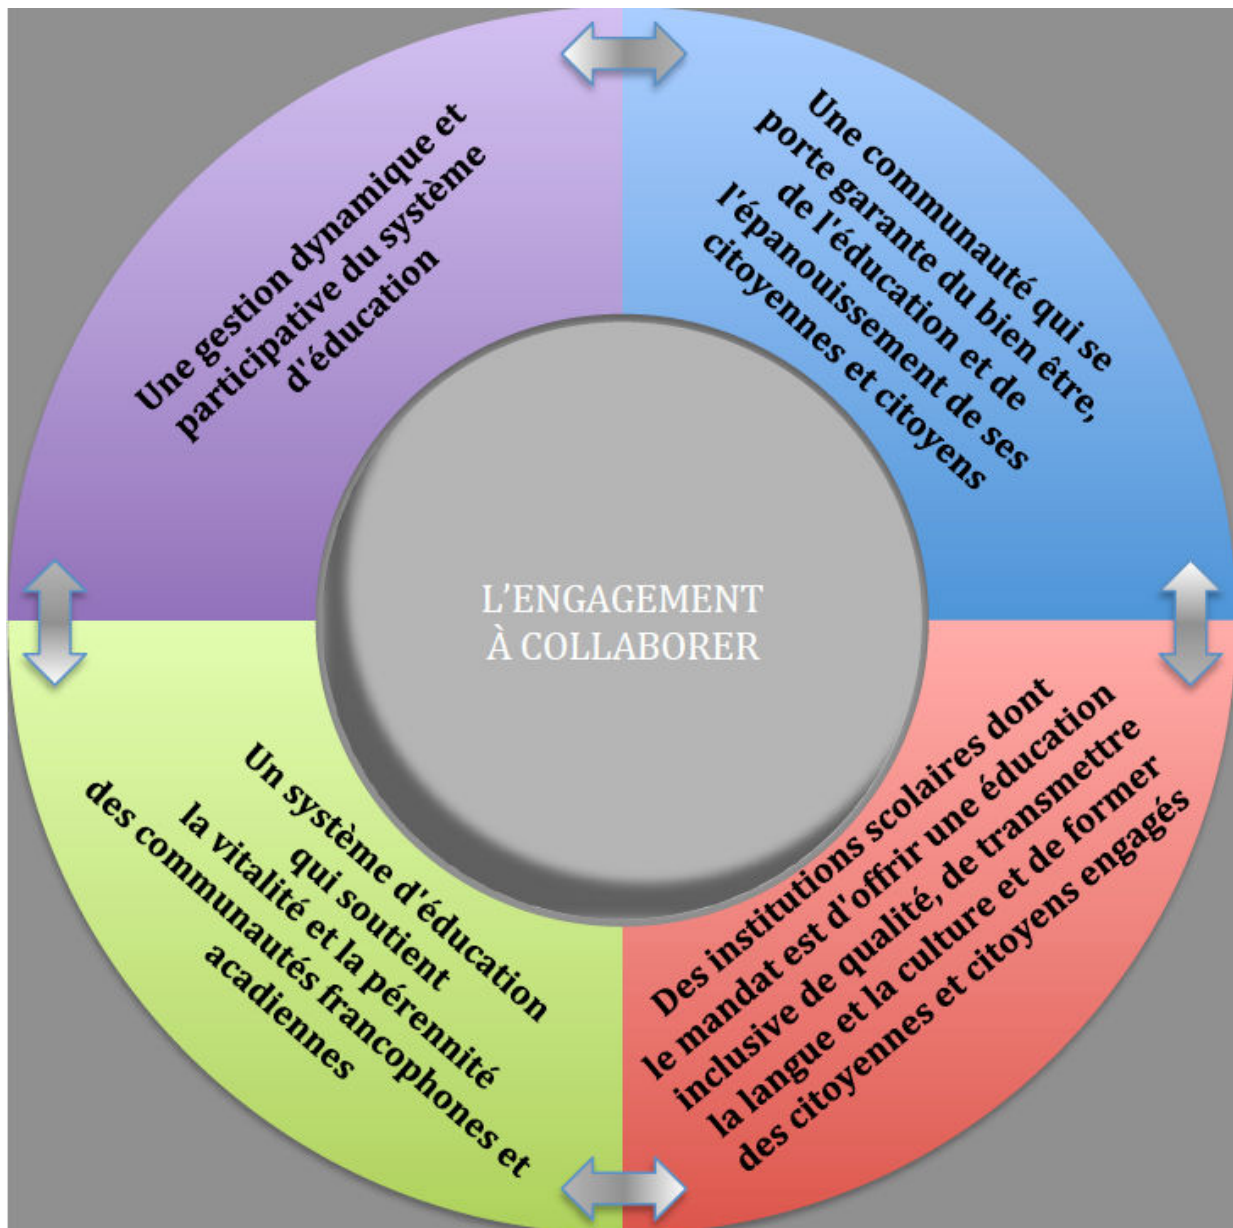 Une gestion dynamique et
participative du système
d'éducation
Une communauté qui se
porte garante du bien être,
de l'éducation et de
l'épanouissement de ses
citoyennes et citoyens
L'ENGAGEMENT
À COLLABORER
Un système d'éducation
qui soutient
la vitalité et la pérennité
des communautés francophones et
acadiennes
Des institutions scolaires dont
le mandat est d'offrir une éducation
inclusive de qualité, de transmettre
la langue et la culture et de former
des citoyennes et citoyens engagés